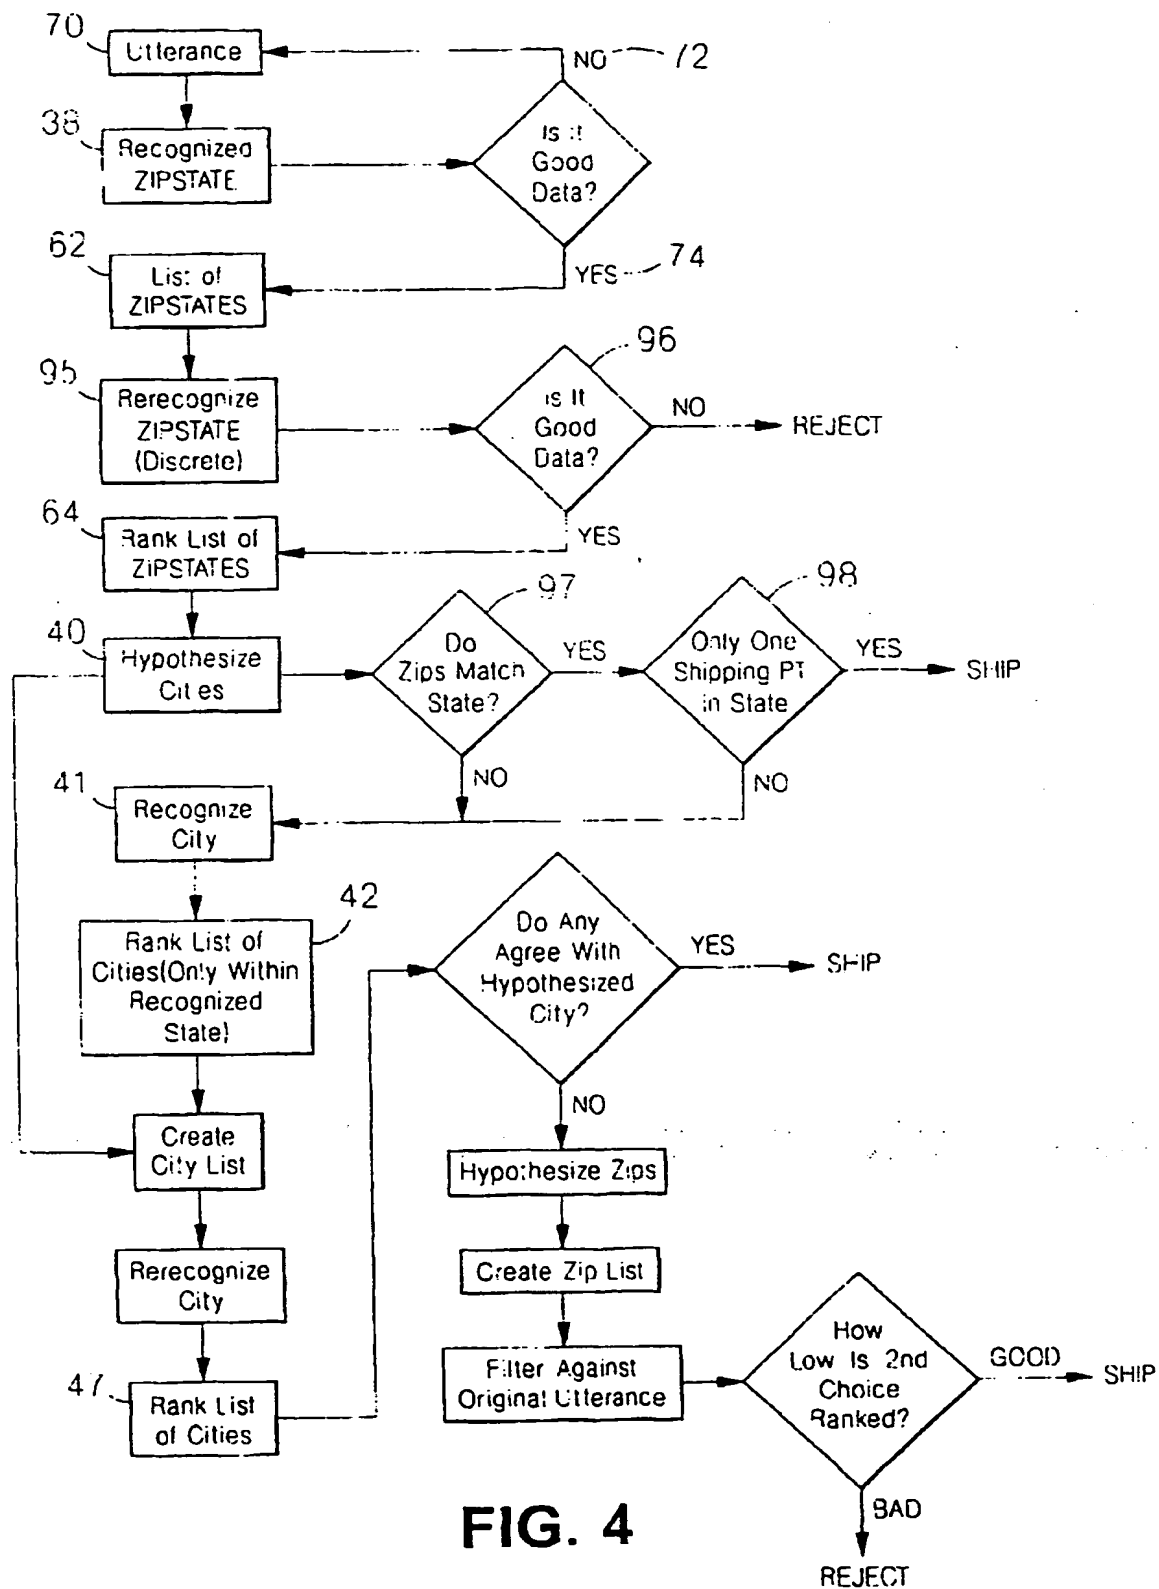 70
Utterance
NO
72
38
Recognized
ZIPSTATE
Is it
Good
Data?
62
List of
ZIPSTATES
YES
74
95
Rerecognize
ZIPSTATE
(Discrete)
96
Is It
Good
Data?
NO
REJECT
64
Rank List of
ZIPSTATES
YES
40
Hypothesize
Cities
97
Do
Zips Match
State?
YES
98
Only One
Shipping PT
in State
YES
SHIP
NO
NO
41
Recognize
City
42
Rank List of
Cities(Only Within
Recognized
State)
Do Any
Agree With
Hypothesized
City?
YES
SHIP
NO
Create
City List
Hypothesize Zips
Rerecognize
City
Create Zip List
47
Rank List
of Cities
Filter Against
Original Utterance
How
Low Is 2nd
Choice
Ranked?
GOOD
SHIP
BAD
REJECT
FIG. 4